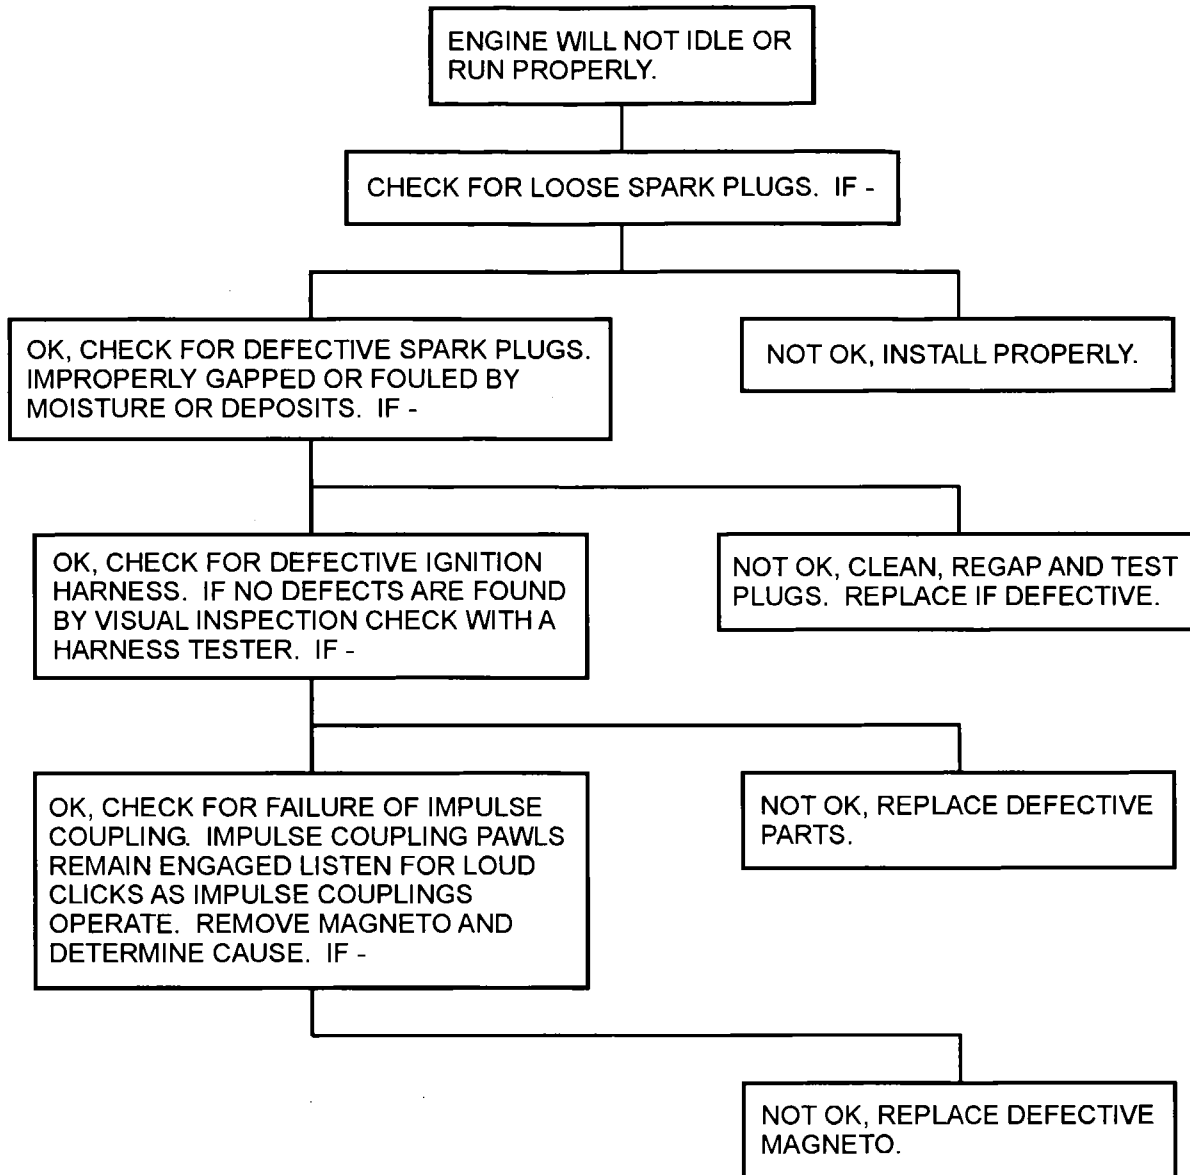 ENGINE WILL NOT IDLE OR
RUN PROPERLY.
CHECK FOR LOOSE SPARK PLUGS. IF -
OK, CHECK FOR DEFECTIVE SPARK PLUGS.
IMPROPERLY GAPPED OR FOULED BY
MOISTURE OR DEPOSITS. IF -
NOT OK, INSTALL PROPERLY.
OK, CHECK FOR DEFECTIVE IGNITION
HARNESS. IF NO DEFECTS ARE FOUND
BY VISUAL INSPECTION CHECK WITH A
HARNESS TESTER. IF -
NOT OK, CLEAN, REGAP AND TEST
PLUGS. REPLACE IF DEFECTIVE.
OK, CHECK FOR FAILURE OF IMPULSE
COUPLING. IMPULSE COUPLING PAWLS
REMAIN ENGAGED LISTEN FOR LOUD
CLICKS AS IMPULSE COUPLINGS
OPERATE. REMOVE MAGNETO AND
DETERMINE CAUSE. IF -
NOT OK, REPLACE DEFECTIVE
PARTS.
NOT OK, REPLACE DEFECTIVE
MAGNETO.